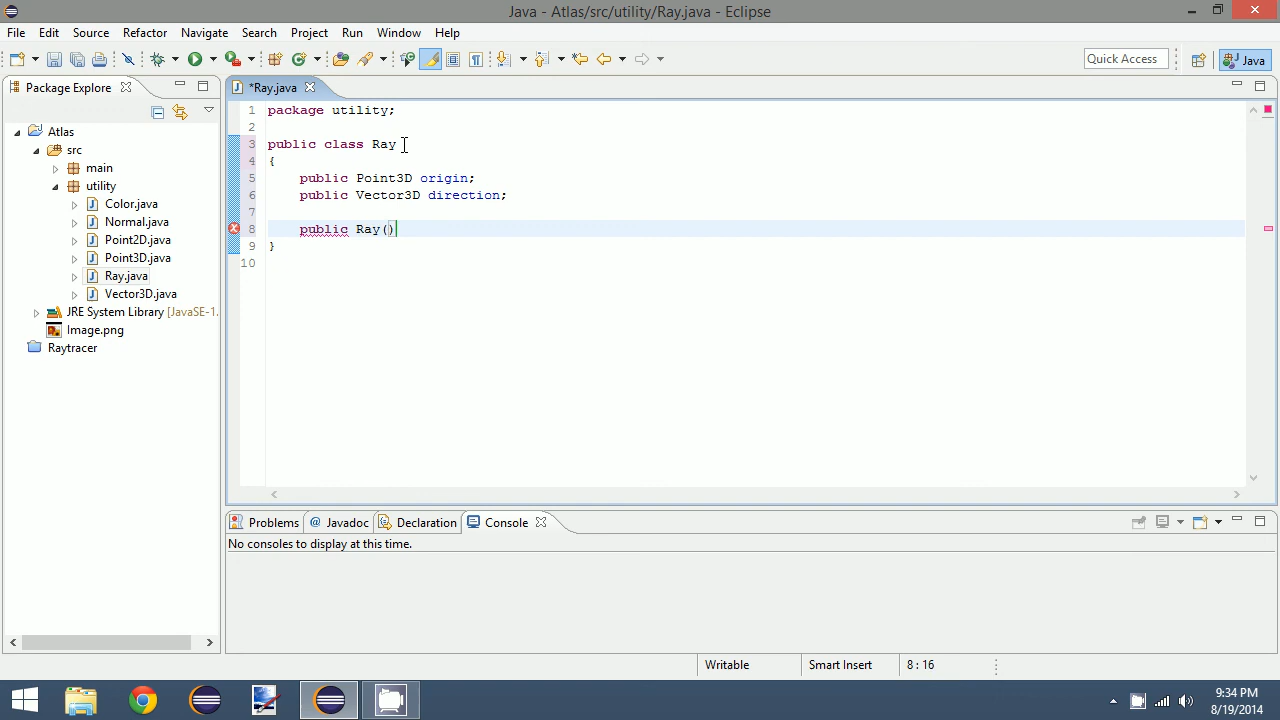 Java - Atlas/src/utility/Ray.java - Eclipse
File Edit Source Refactor Navigate Search Project Run Window Help
Quick Access
Java
Package Explorer
*Ray.java
Atlas
src
main
utility
Color.java
Normal.java
Point2D.java
Point3D.java
Ray.java
Vector3D.java
JRE System Library [JavaSE-1.
Image.png
Raytracer
1 package utility;
2
3 public class Ray
4 {
5 public Point3D origin;
6 public Vector3D direction;
7
8 public Ray()
9 }
10
Problems @ Javadoc Declaration Console
No consoles to display at this time.
Writable Smart Insert 8 : 16
9:34 PM
8/19/2014